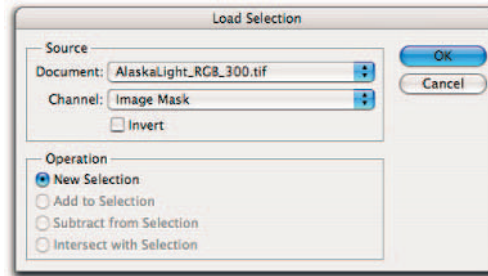 Load Selection
Source
Document: AlaskaLight_RGB_300.tif
Channel: Image Mask
Invert
OK
Cancel
Operation
New Selection
Add to Selection
Subtract from Selection
Intersect with Selection